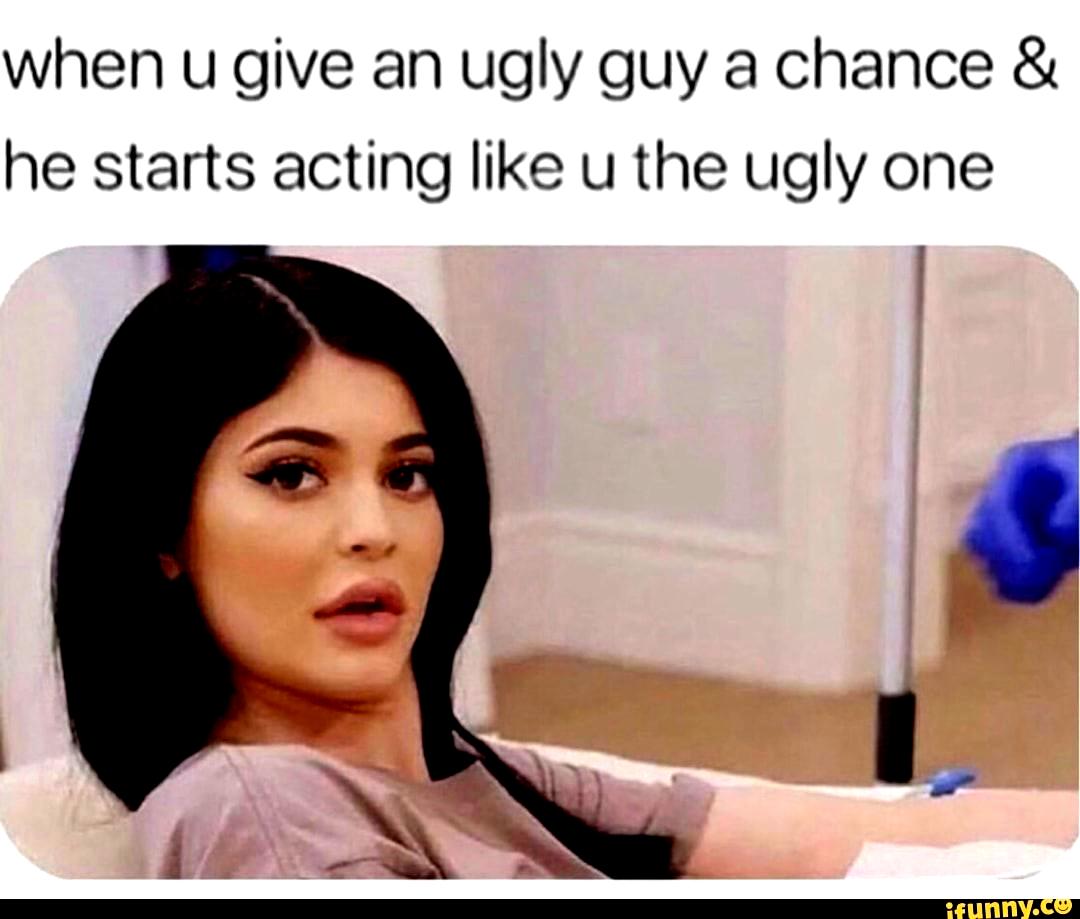 when u give an ugly guy a chance &
he starts acting like u the ugly one
ifunny.co